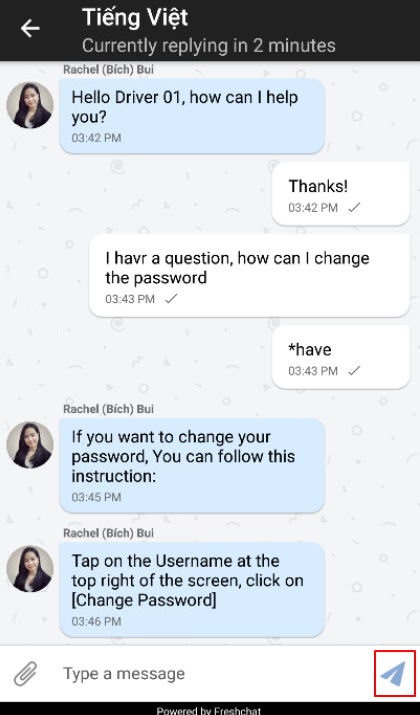 Tiếng Việt
Currently replying in 2 minutes
Rachel (Bích) Bui
Hello Driver 01, how can I help
you?
03:42 PM
Thanks!
03:42 PM
I havr a question, how can I change
the password
03:43 PM
*have
03:43 PM
Rachel (Bích) Bui
If you want to change your
password, You can follow this
instruction:
03:45 PM
Rachel (Bích) Bui
Tap on the Username at the
top right of the screen, click on
[Change Password]
03:46 PM
Type a message
Powered by Freshchat